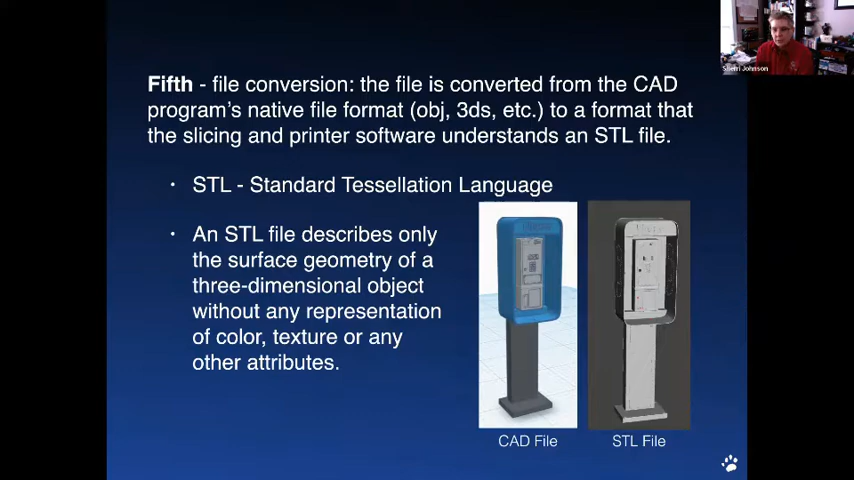 Sherri Johnson
Fifth - file conversion: the file is converted from the CAD
program's native file format (obj, 3ds, etc.) to a format that
the slicing and printer software understands an STL file.
· STL - Standard Tessellation Language
· An STL file describes only
the surface geometry of a
three-dimensional object
without any representation
of color, texture or any
other attributes.
CAD File
STL File